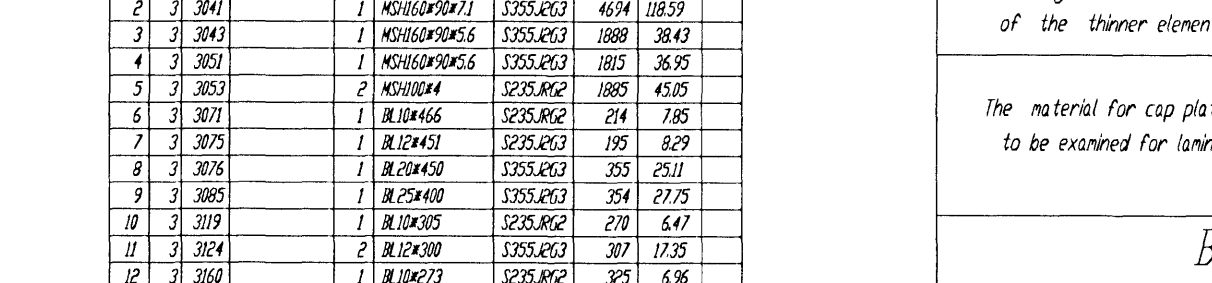 2 3 3041 1 MSH160*90*7.1 S355J2G3 4694 118.59
3 3 3043 1 MSH160*90*5.6 S355J2G3 1888 38.43
4 3 3051 1 MSH160*90*5.6 S355J2G3 1815 36.95
5 3 3053 2 MSH100*4 S235JRG2 1885 45.05
6 3 3071 1 BL10*466 S235JRG2 214 7.85
7 3 3075 1 BL12*451 S235J2G3 195 8.29
8 3 3076 1 BL20*450 S355J2G3 355 25.11
9 3 3085 1 BL25*400 S355J2G3 354 27.75
10 3 3119 1 BL10*305 S235JRG2 270 6.47
11 3 3124 2 BL12*300 S355J2G3 307 17.35
12 3 3160 1 BL10*273 S235JRG2 325 6.96
of the thinner elemen
The material for cap pla
to be examined for lamin